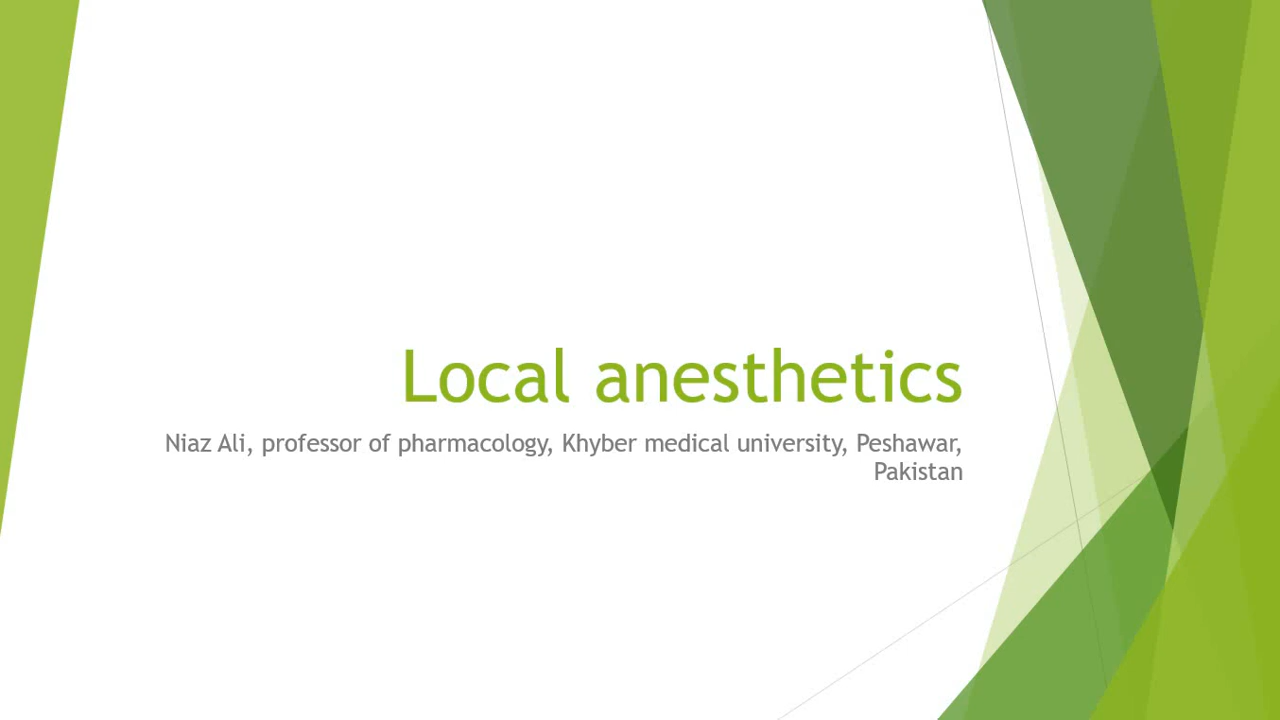 Local anesthetics
Niaz Ali, professor of pharmacology, Khyber medical university, Peshawar,
Pakistan